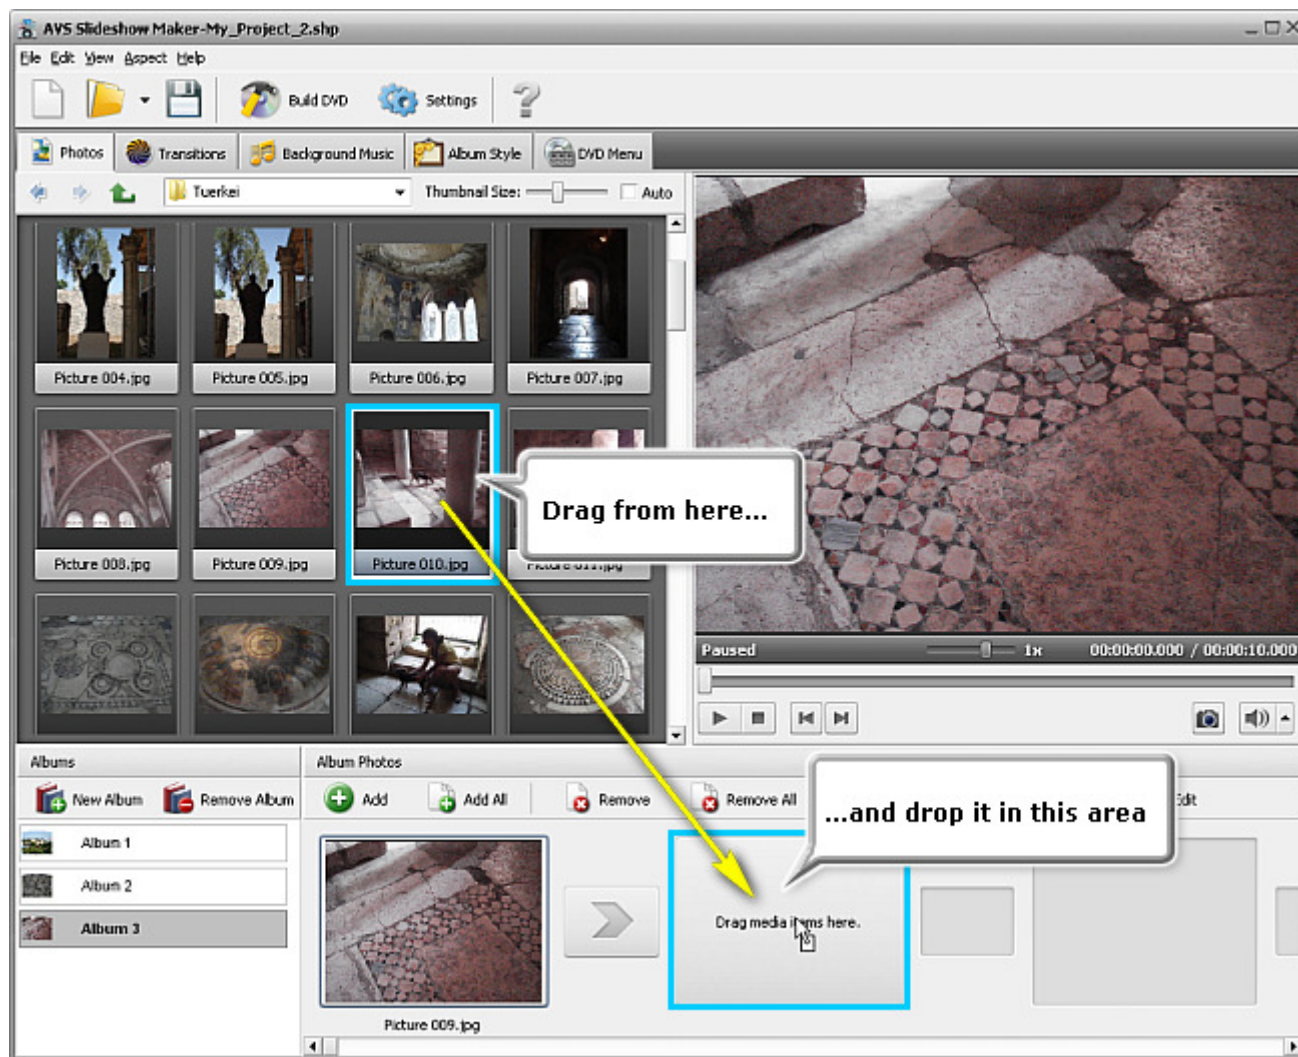 AVS Slideshow Maker-My_Project_2.shp
File Edit View Aspect Help
Build DVD Settings
Photos Transitions Background Music Album Style DVD Menu
Tuerkei Thumbnail Size: Auto
Picture 004.jpg Picture 005.jpg Picture 006.jpg Picture 007.jpg
Drag from here...
Picture 008.jpg Picture 009.jpg Picture 010.jpg
Paused 1x 00:00:00.000 / 00:00:10.000
Albums Album Photos
New Album Remove Album Add Add All Remove Remove All
...and drop it in this area
Album 1
Album 2
Album 3
Drag media items here.
Picture 009.jpg